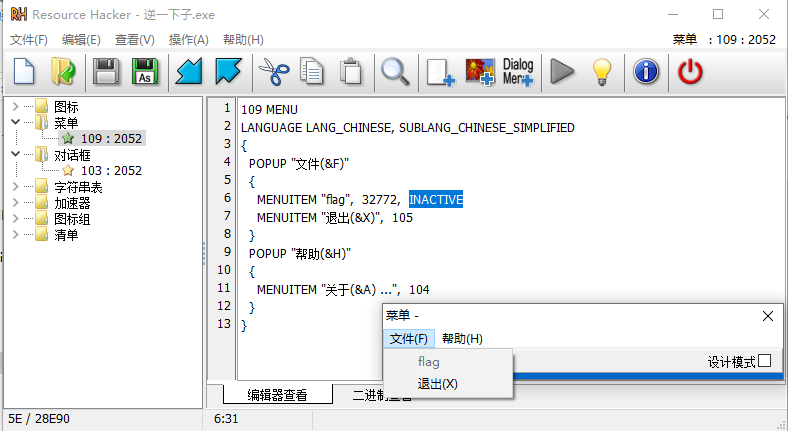 RH Resource Hacker - 逆一下子.exe
文件(F) 编辑(E) 查看(V) 操作(A) 帮助(H) 菜单 : 109 : 2052
As Dialog Mer+
图标
菜单
109 : 2052
对话框
103 : 2052
字符串表
加速器
图标组
清单
1 109 MENU
2 LANGUAGE LANG_CHINESE, SUBLANG_CHINESE_SIMPLIFIED
3 {
4 POPUP "文件(&F)"
5 {
6 MENUITEM "flag", 32772, INACTIVE
7 MENUITEM "退出(&X)", 105
8 }
9 POPUP "帮助(&H)"
10 {
11 MENUITEM "关于(&A) ...", 104
12 }
13 }
菜单 -
文件(F) 帮助(H)
flag
退出(X)
设计模式
编辑器查看 二进制查看
5E / 28E90 6:31